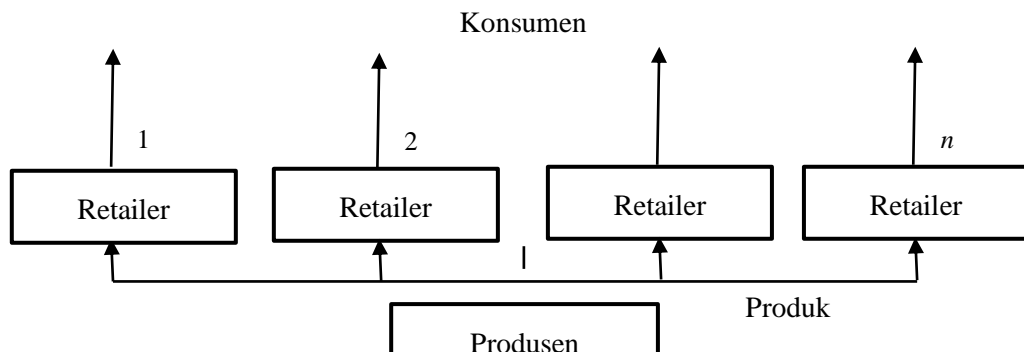 Konsumen
1 2 n
Retailer Retailer Retailer Retailer
Produk
Produsen